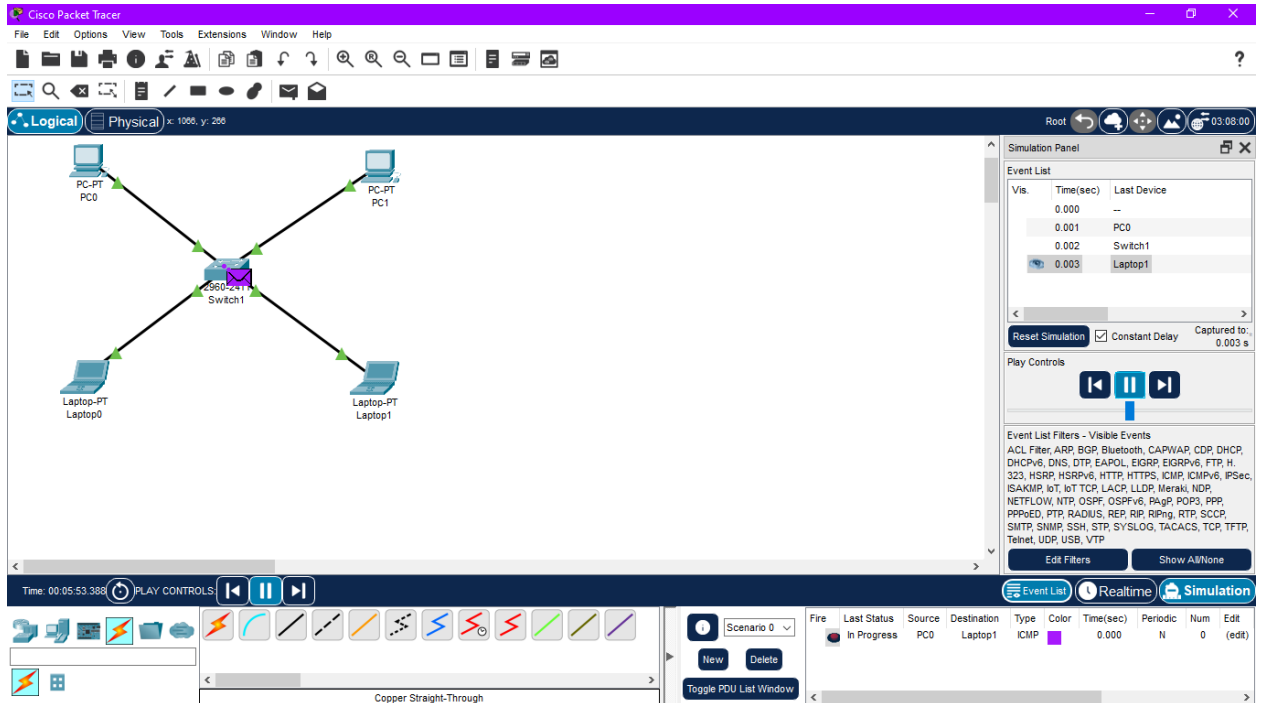 Cisco Packet Tracer
File Edit Options View Tools Extensions Window Help
?
Logical Physical x: 1066, y: 266 Root 03:08:00
PC-PT
PC0
PC-PT
PC1
Switch1
Laptop-PT
Laptop0
Laptop-PT
Laptop1
Simulation Panel
Event List
Vis. Time(sec) Last Device
0.000 --
0.001 PC0
0.002 Switch1
0.003 Laptop1
Reset Simulation Constant Delay Captured to:
0.003 s
Play Controls
Event List Filters - Visible Events
ACL Filter, ARP, BGP, Bluetooth, CAPWAP, CDP, DHCP,
DHCPv6, DNS, DTP, EAPOL, EIGRP, EIGRPv6, FTP, H.
323, HSRP, HSRPv6, HTTP, HTTPS, ICMP, ICMPv6, IPSec,
ISAKMP, IoT, IoT TCP, LACP, LLDP, Meraki, NDP,
NETFLOW, NTP, OSPF, OSPFv6, PAgP, POP3, PPP,
PPPoED, PTP, RADIUS, REP, RIP, RIPng, RTP, SCCP,
SMTP, SNMP, SSH, STP, SYSLOG, TACACS, TCP, TFTP,
Telnet, UDP, USB, VTP
Edit Filters Show All/None
Time: 00:05:53.388 PLAY CONTROLS: Event List Realtime Simulation
Copper Straight-Through
Scenario 0
New Delete
Toggle PDU List Window
Fire Last Status Source Destination Type Color Time(sec) Periodic Num Edit
In Progress PC0 Laptop1 ICMP 0.000 N 0 (edit)